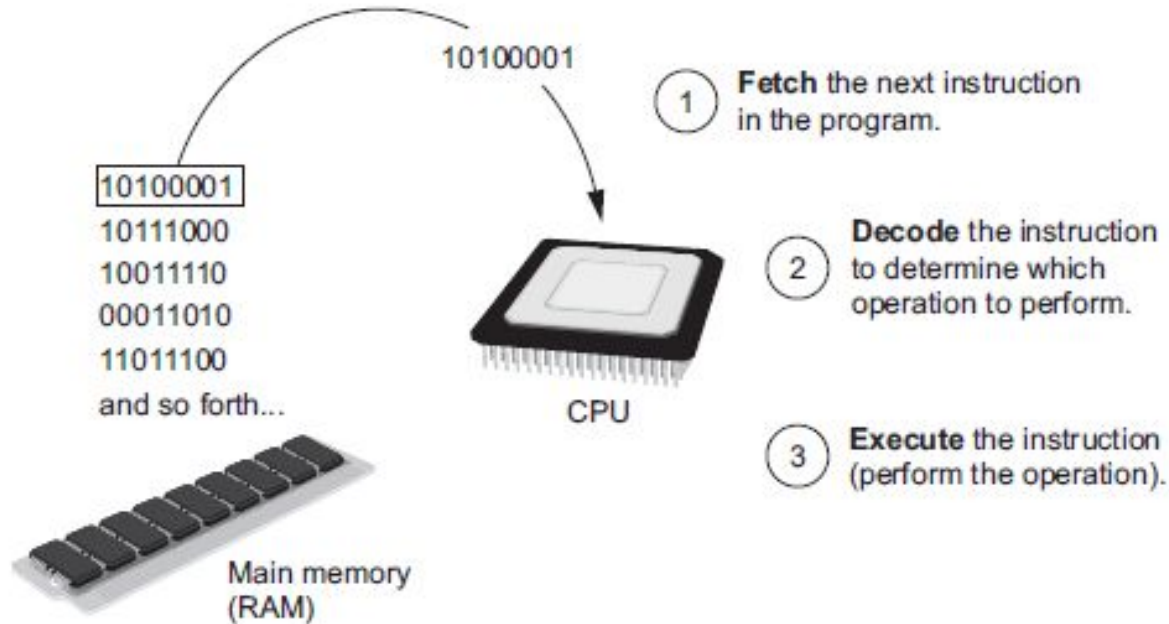 10100001
1
Fetch the next instruction
in the program.
10100001
10111000
10011110
00011010
11011100
and so forth...
CPU
2
Decode the instruction
to determine which
operation to perform.
3
Execute the instruction
(perform the operation).
Main memory
(RAM)